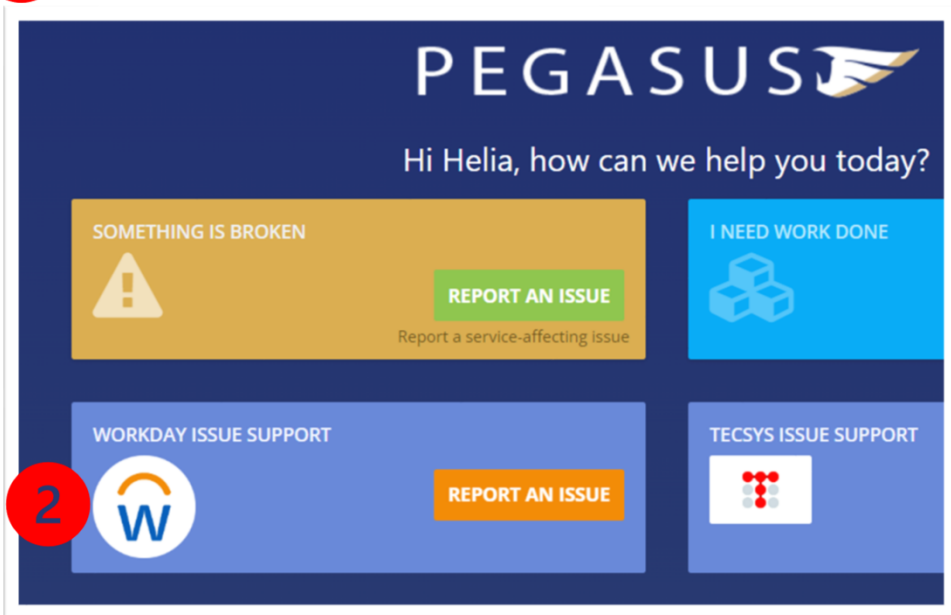 PEGASUS
Hi Helia, how can we help you today?
SOMETHING IS BROKEN
REPORT AN ISSUE
Report a service-affecting issue
I NEED WORK DONE
WORKDAY ISSUE SUPPORT
2
W
REPORT AN ISSUE
TECSYS ISSUE SUPPORT
T